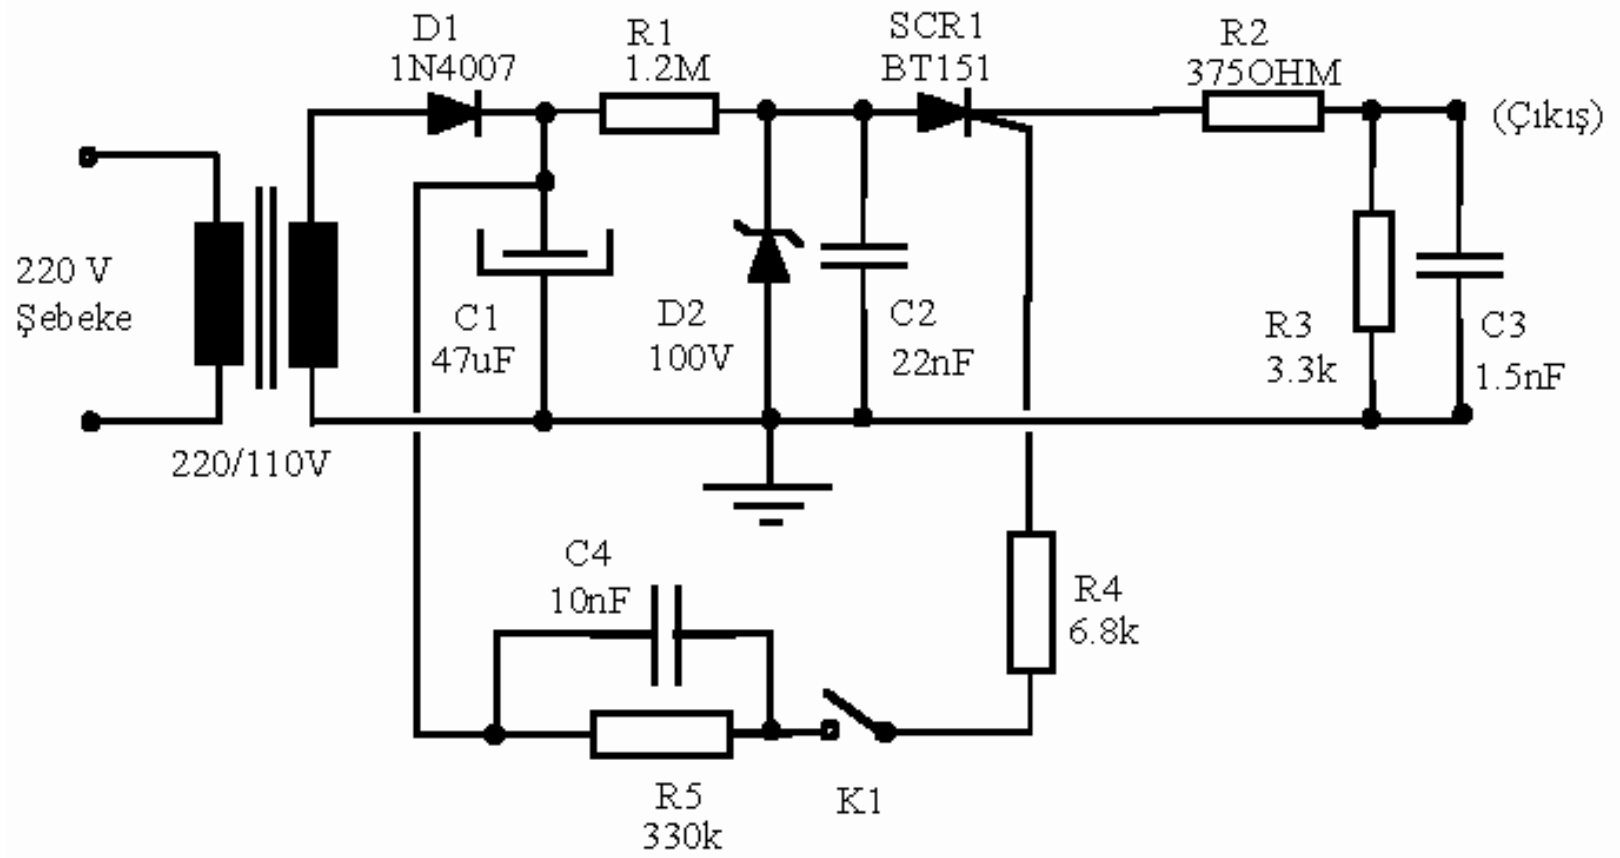 D1
1N4007
R1
1.2M
SCR1
BT151
R2
375OHM
(Çıkış)
220 V
Şebeke
C1
47uF
D2
100V
C2
22nF
R3
3.3k
C3
1.5nF
220/110V
C4
10nF
R4
6.8k
R5
330k
K1